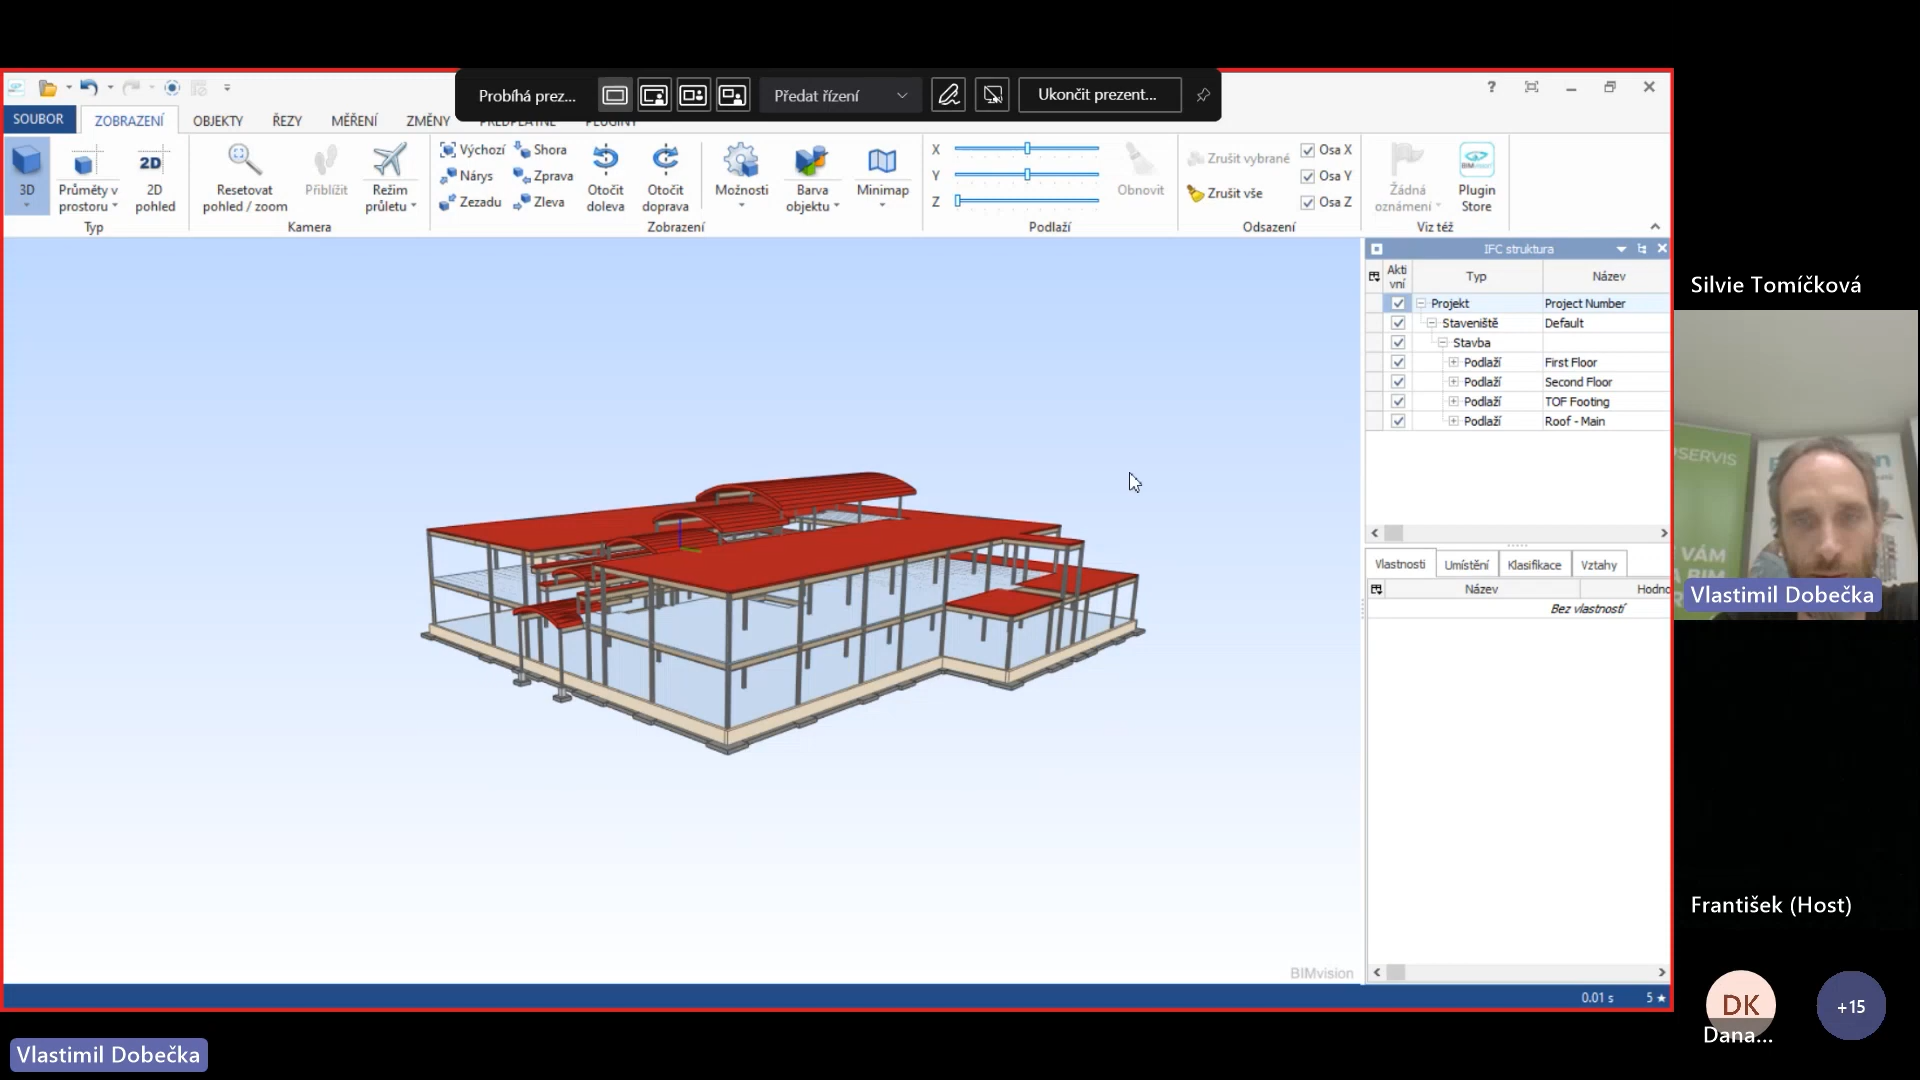 Probíhá prez...
Předat řízení
Ukončit prezent...
SOUBOR
ZOBRAZENÍ
OBJEKTY
ŘEZY
MĚŘENÍ
ZMĚNY
PŘEDPLATNÉ
PLUGINY
3D
Průměty v prostoru
2D
2D pohled
Typ
Resetovat pohled / zoom
Přiblížit
Režim průletu
Kamera
Výchozí
Nárys
Zezadu
Shora
Zprava
Zleva
Otočit doleva
Otočit doprava
Možnosti
Barva objektu
Minimap
Zobrazení
X
Y
Z
Obnovit
Podlaží
Zrušit vybrané
Zrušit vše
Osa X
Osa Y
Osa Z
Odsazení
Žádná oznámení
Plugin Store
Viz též
IFC struktura
Akti vní
Typ
Název
Projekt
Project Number
Staveniště
Default
Stavba
Podlaží
First Floor
Podlaží
Second Floor
Podlaží
TOF Footing
Podlaží
Roof - Main
Vlastnosti
Umístění
Klasifikace
Vztahy
Název
Hodno
Bez vlastností
BIMvision
0.01 s
5
Silvie Tomíčková
VÁM
Vlastimil Dobečka
František (Host)
DK
Dana...
+15
Vlastimil Dobečka